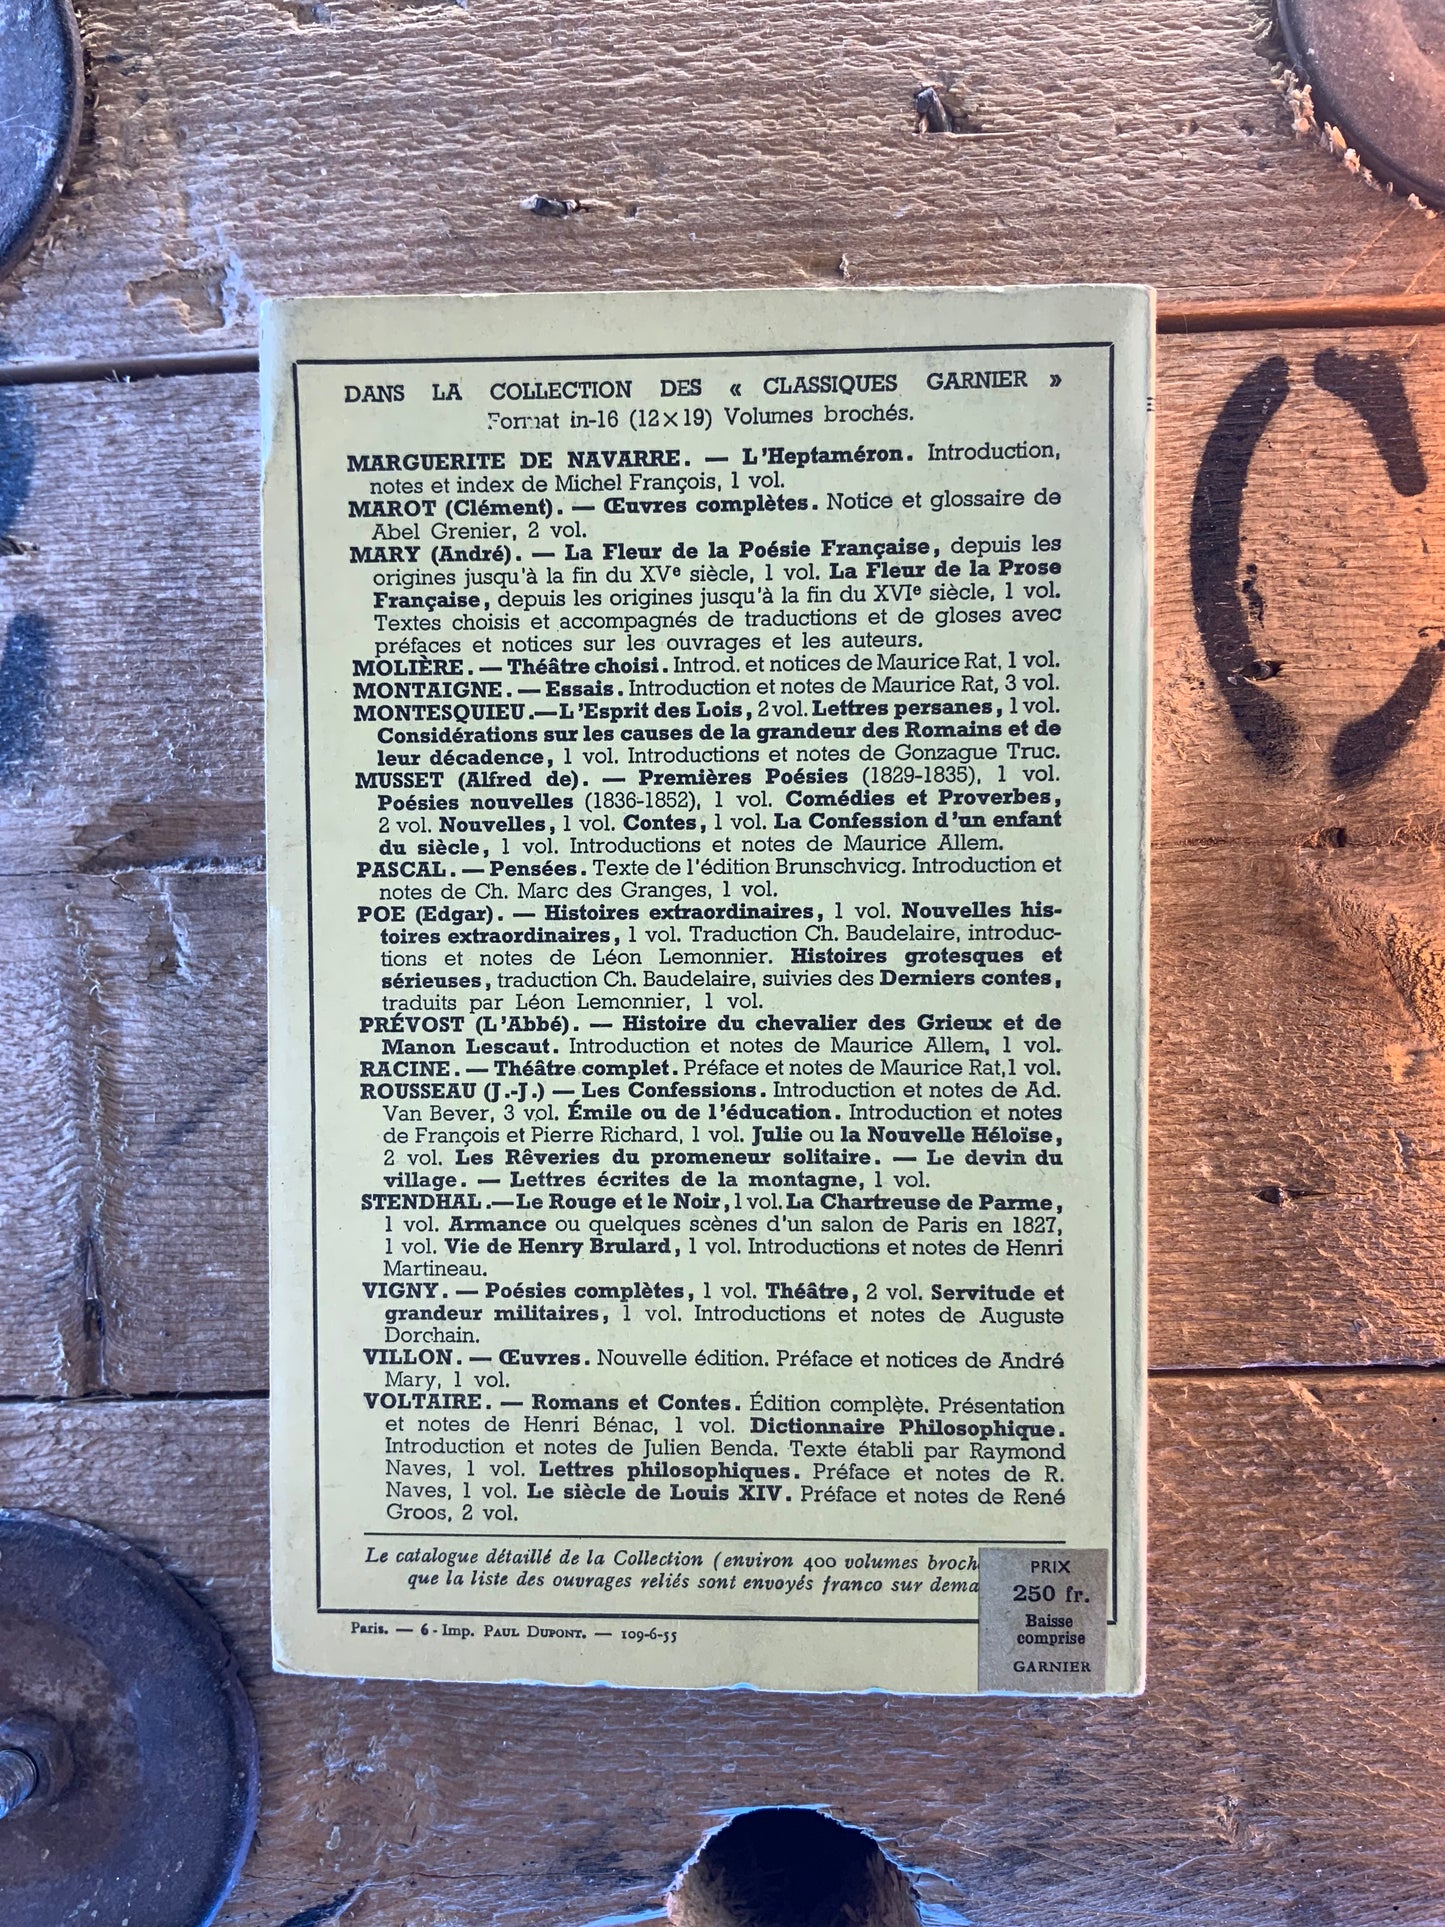 DANS LA COLLECTION DES « CLASSIQUES GARNIER »
Format in-16 (12×19) Volumes brochés.
MARGUERITE DE NAVARRE. — L'Heptaméron. Introduction,
notes et index de Michel François, 1 vol.
MAROT (Clément). — Œuvres complètes. Notice et glossaire de
Abel Grenier, 2 vol.
MARY (André). — La Fleur de la Poésie Française, depuis les
origines jusqu'à la fin du XVe siècle, 1 vol. La Fleur de la Prose
Française, depuis les origines jusqu'à la fin du XVIe siècle, 1 vol.
Textes choisis et accompagnés de traductions et de gloses avec
préfaces et notices sur les ouvrages et les auteurs.
MOLIÈRE. — Théâtre choisi. Introd. et notices de Maurice Rat, 1 vol.
MONTAIGNE. — Essais. Introduction et notes de Maurice Rat, 3 vol.
MONTESQUIEU. — L'Esprit des Lois, 2 vol. Lettres persanes, 1 vol.
Considérations sur les causes de la grandeur des Romains et de
leur décadence, 1 vol. Introductions et notes de Gonzague Truc.
MUSSET (Alfred de). — Premières Poésies (1829-1835), 1 vol.
Poésies nouvelles (1836-1852), 1 vol. Comédies et Proverbes,
2 vol. Nouvelles, 1 vol. Contes, 1 vol. La Confession d'un enfant
du siècle, 1 vol. Introductions et notes de Maurice Allem.
PASCAL. — Pensées. Texte de l'édition Brunschvicg. Introduction et
notes de Ch. Marc des Granges, 1 vol.
POE (Edgar). — Histoires extraordinaires, 1 vol. Nouvelles his-
toires extraordinaires, 1 vol. Traduction Ch. Baudelaire, introduc-
tions et notes de Léon Lemonnier. Histoires grotesques et
sérieuses, traduction Ch. Baudelaire, suivies des Derniers contes,
traduits par Léon Lemonnier, 1 vol.
PRÉVOST (L'Abbé). — Histoire du chevalier des Grieux et de
Manon Lescaut. Introduction et notes de Maurice Allem, 1 vol.
RACINE. — Théâtre complet. Préface et notes de Maurice Rat, 1 vol.
ROUSSEAU (J.-J.) — Les Confessions. Introduction et notes de Ad.
Van Bever, 3 vol. Émile ou de l'éducation. Introduction et notes
de François et Pierre Richard, 1 vol. Julie ou la Nouvelle Héloïse,
2 vol. Les Rêveries du promeneur solitaire. — Le devin du
village. — Lettres écrites de la montagne, 1 vol.
STENDHAL. — Le Rouge et le Noir, 1 vol. La Chartreuse de Parme,
1 vol. Armance ou quelques scènes d'un salon de Paris en 1827,
1 vol. Vie de Henry Brulard, 1 vol. Introductions et notes de Henri
Martineau.
VIGNY. — Poésies complètes, 1 vol. Théâtre, 2 vol. Servitude et
grandeur militaires, 1 vol. Introductions et notes de Auguste
Dorchain.
VILLON. — Œuvres. Nouvelle édition. Préface et notices de André
Mary, 1 vol.
VOLTAIRE. — Romans et Contes. Édition complète. Présentation
et notes de Henri Bénac, 1 vol. Dictionnaire Philosophique.
Introduction et notes de Julien Benda. Texte établi par Raymond
Naves, 1 vol. Lettres philosophiques. Préface et notes de R.
Naves, 1 vol. Le siècle de Louis XIV. Préface et notes de René
Groos, 2 vol.
Le catalogue détaillé de la Collection (environ 400 volumes broch
que la liste des ouvrages reliés sont envoyés franco sur dema
Paris. — 6 - Imp. PAUL DUPONT. — 109-6-55
PRIX
250 fr.
Baisse
comprise
GARNIER